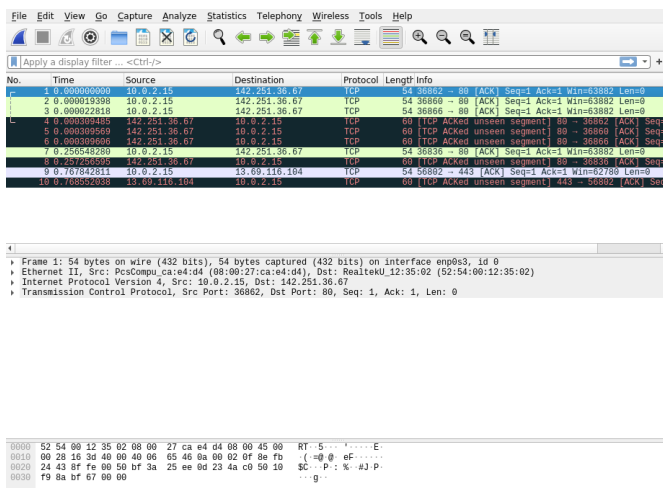 File Edit View Go Capture Analyze Statistics Telephony Wireless Tools Help
Apply a display filter ... <Ctrl-/>
No. Time Source Destination Protocol Length Info
1 0.000000000 10.0.2.15 142.251.36.67 TCP 54 36862 → 80 [ACK] Seq=1 Ack=1 Win=63882 Len=0
2 0.000019398 10.0.2.15 142.251.36.67 TCP 54 36860 → 80 [ACK] Seq=1 Ack=1 Win=63882 Len=0
3 0.000022818 10.0.2.15 142.251.36.67 TCP 54 36866 → 80 [ACK] Seq=1 Ack=1 Win=63882 Len=0
4 0.000309485 142.251.36.67 10.0.2.15 TCP 60 [TCP ACKed unseen segment] 80 → 36862 [ACK] Seq=
5 0.000309569 142.251.36.67 10.0.2.15 TCP 60 [TCP ACKed unseen segment] 80 → 36860 [ACK] Seq=
6 0.000309606 142.251.36.67 10.0.2.15 TCP 60 [TCP ACKed unseen segment] 80 → 36866 [ACK] Seq=
7 0.256548280 10.0.2.15 142.251.36.67 TCP 54 36836 → 80 [ACK] Seq=1 Ack=1 Win=63882 Len=0
8 0.257256595 142.251.36.67 10.0.2.15 TCP 60 [TCP ACKed unseen segment] 80 → 36836 [ACK] Seq=
9 0.767842811 10.0.2.15 13.69.116.104 TCP 54 56802 → 443 [ACK] Seq=1 Ack=1 Win=62780 Len=0
10 0.768552038 13.69.116.104 10.0.2.15 TCP 60 [TCP ACKed unseen segment] 443 → 56802 [ACK] Se
Frame 1: 54 bytes on wire (432 bits), 54 bytes captured (432 bits) on interface enp0s3, id 0
Ethernet II, Src: PcsCompu_ca:e4:d4 (08:00:27:ca:e4:d4), Dst: RealtekU_12:35:02 (52:54:00:12:35:02)
Internet Protocol Version 4, Src: 10.0.2.15, Dst: 142.251.36.67
Transmission Control Protocol, Src Port: 36862, Dst Port: 80, Seq: 1, Ack: 1, Len: 0
0000 52 54 00 12 35 02 08 00 27 ca e4 d4 08 00 45 00 RT··5···'·····E·
0010 00 28 16 3d 40 00 40 06 65 46 0a 00 02 0f 8e fb ·(·=@·@·eF······
0020 24 43 8f fe 00 50 bf 3a 25 ee 0d 23 4a c0 50 10 $C···P·:%··#J·P·
0030 f9 8a bf 67 00 00 ···g··